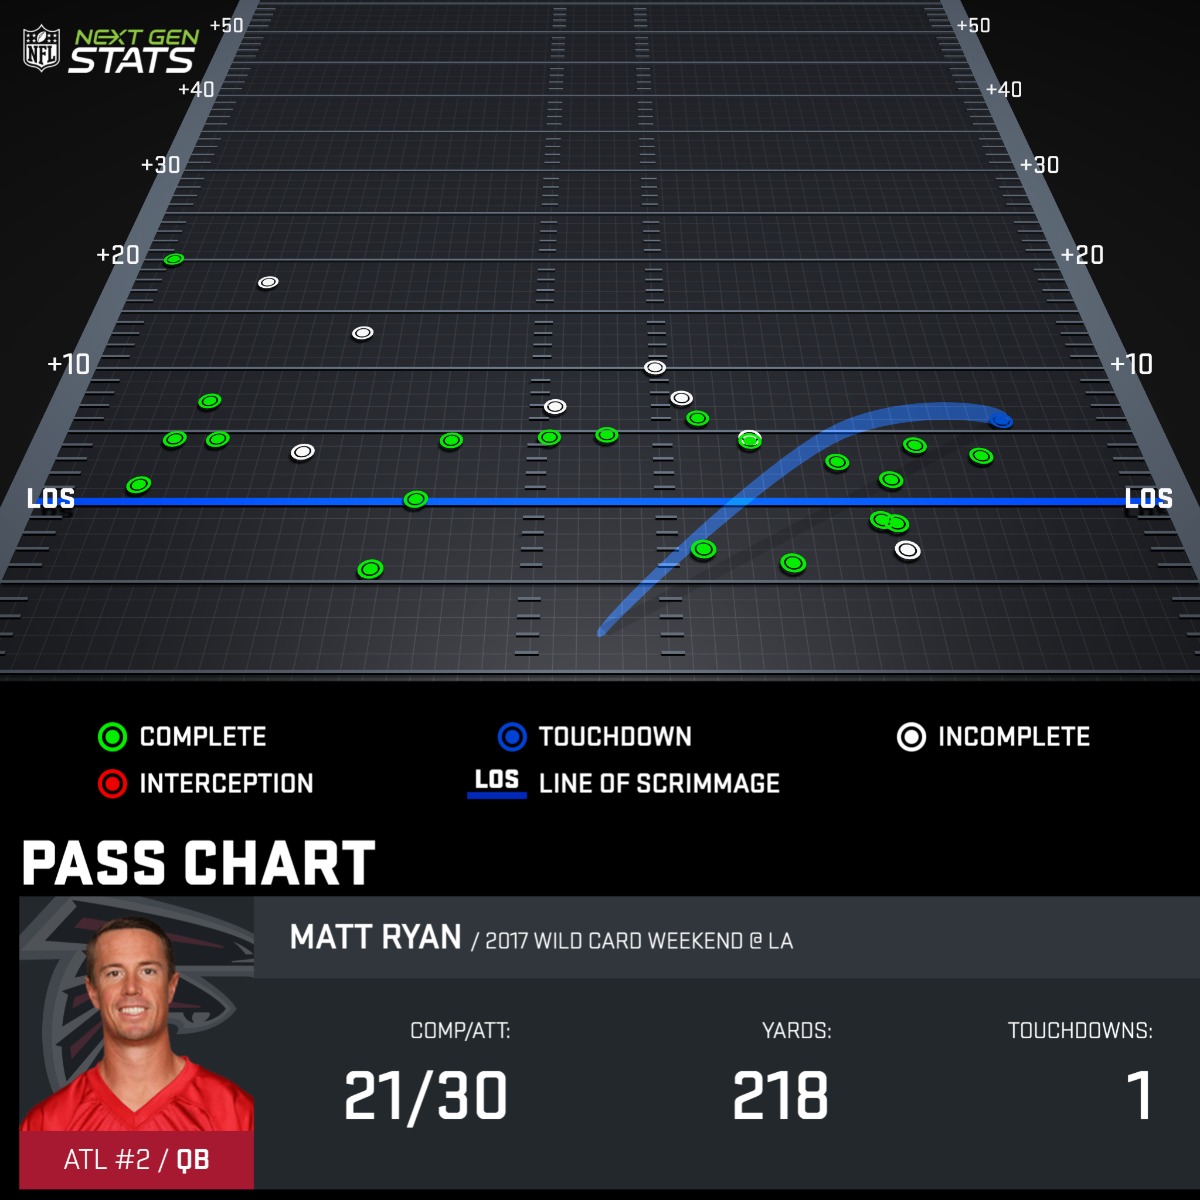 NFL
NEXT GEN
STATS
+50 +50
+40 +40
+30 +30
+20 +20
+10 +10
LOS LOS
COMPLETE TOUCHDOWN INCOMPLETE
INTERCEPTION LOS LINE OF SCRIMMAGE
PASS CHART
MATT RYAN / 2017 WILD CARD WEEKEND @ LA
COMP/ATT: YARDS: TOUCHDOWNS:
21/30 218 1
ATL #2 / QB